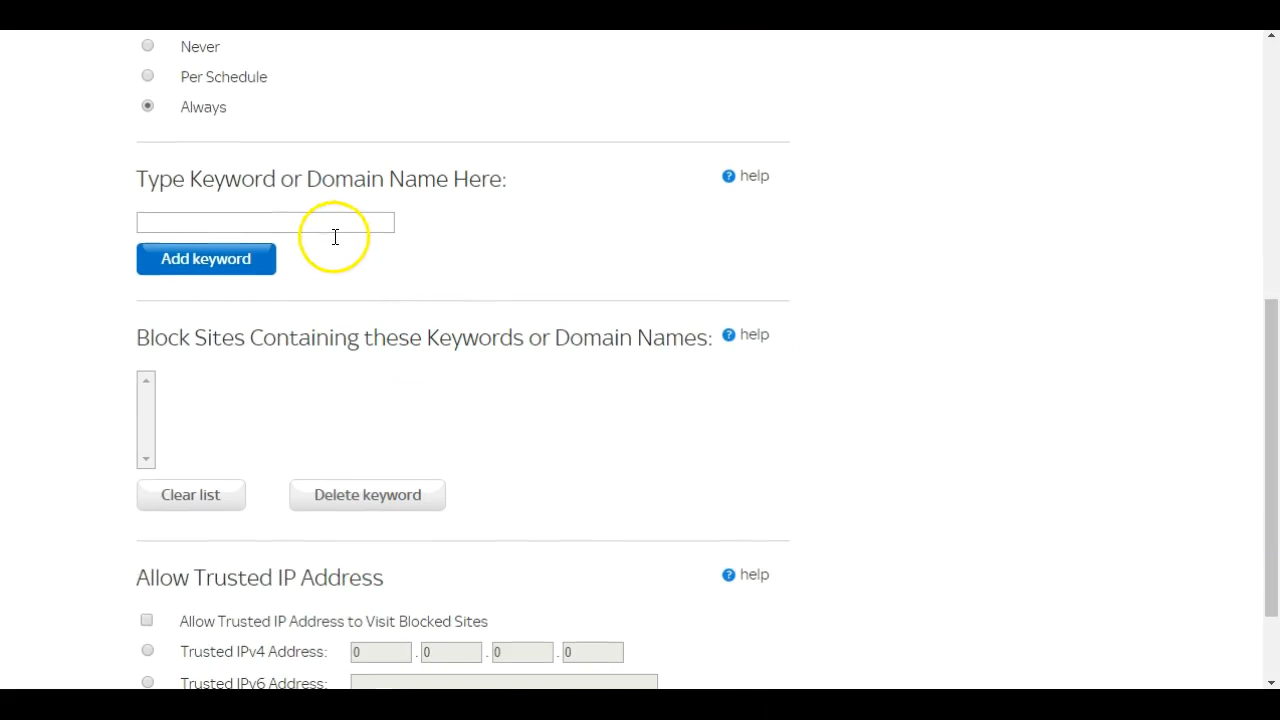 Never
Per Schedule
Always
Type Keyword or Domain Name Here:
? help
Add keyword
Block Sites Containing these Keywords or Domain Names:
? help
Clear list
Delete keyword
Allow Trusted IP Address
? help
Allow Trusted IP Address to Visit Blocked Sites
Trusted IPv4 Address: 0 . 0 . 0 . 0
Trusted IPv6 Address: